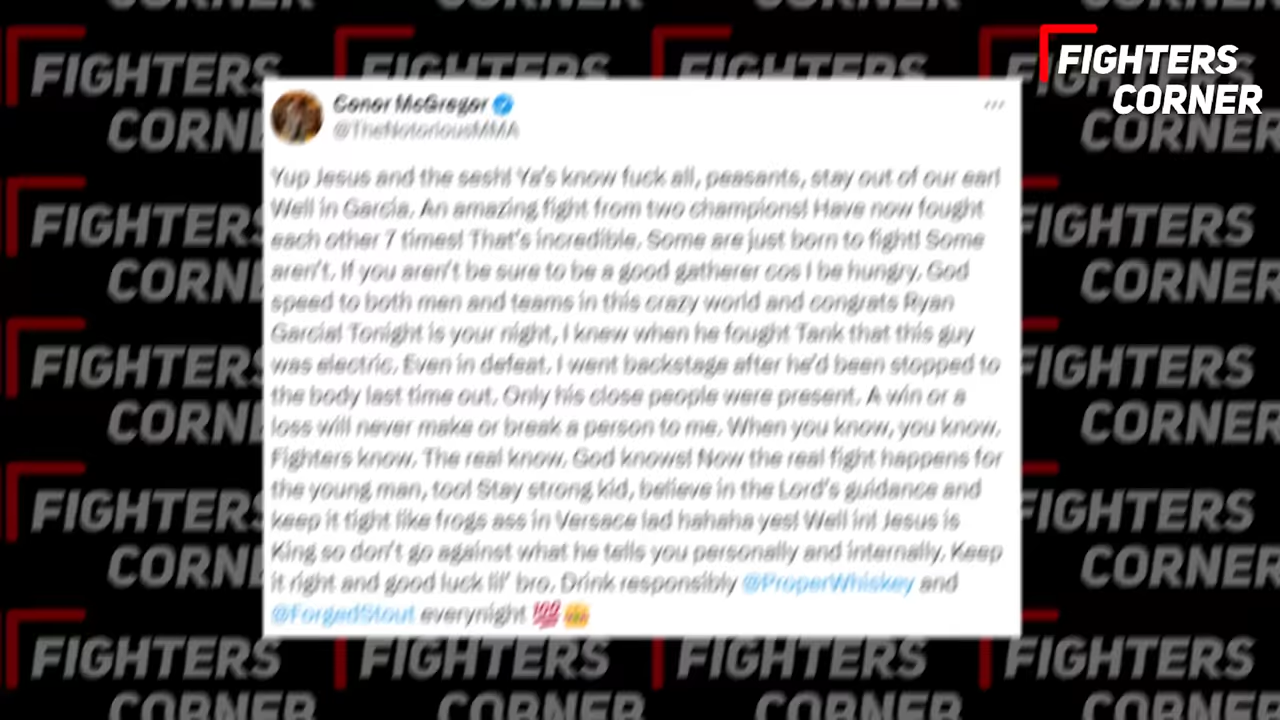 FIGHTERS
CORNER
Conor McGregor
@TheNotoriousMMA
Yup Jesus and the sesh! Ya's know fuck all, peasants, stay out of our ear!
Well in Garcia. An amazing fight from two champions! Have now fought
each other 7 times! That's incredible. Some are just born to fight! Some
aren't. If you aren't be sure to be a good gatherer cos I be hungry. God
speed to both men and teams in this crazy world and congrats Ryan
Garcia! Tonight is your night, I knew when he fought Tank that this guy
was electric. Even in defeat. I went backstage after he'd been stopped to
the body last time out. Only his close people were present. A win or a
loss will never make or break a person to me. When you know, you know.
Fighters know. The real know. God knows! Now the real fight happens for
the young man, too! Stay strong kid, believe in the Lord's guidance and
keep it tight like frogs ass in Versace lad hahaha yes! Well in! Jesus is
King so don't go against what he tells you personally and internally. Keep
it right and good luck lil' bro. Drink responsibly @ProperWhiskey and
@ForgedStout everynight 💯
FIGHTERS
CORNER
FIGHTERS
CORNER
FIGHTERS
CORNER
FIGHTERS
CORNER